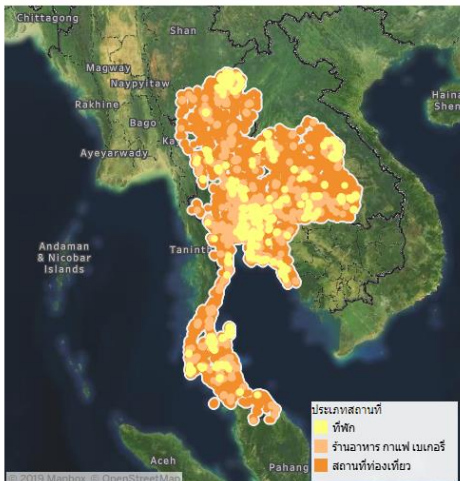 Chittagong
Shan
Magway
Naypyitaw
Rakhine
Bago
Ayeyarwady
Andaman
& Nicobar
Islands
Tanintha
Aceh
Pahang
ประเภทสถานที่
ที่พัก
ร้านอาหาร กาแฟ เบเกอรี่
สถานที่ท่องเที่ยว
© 2019 Mapbox © OpenStreetMap